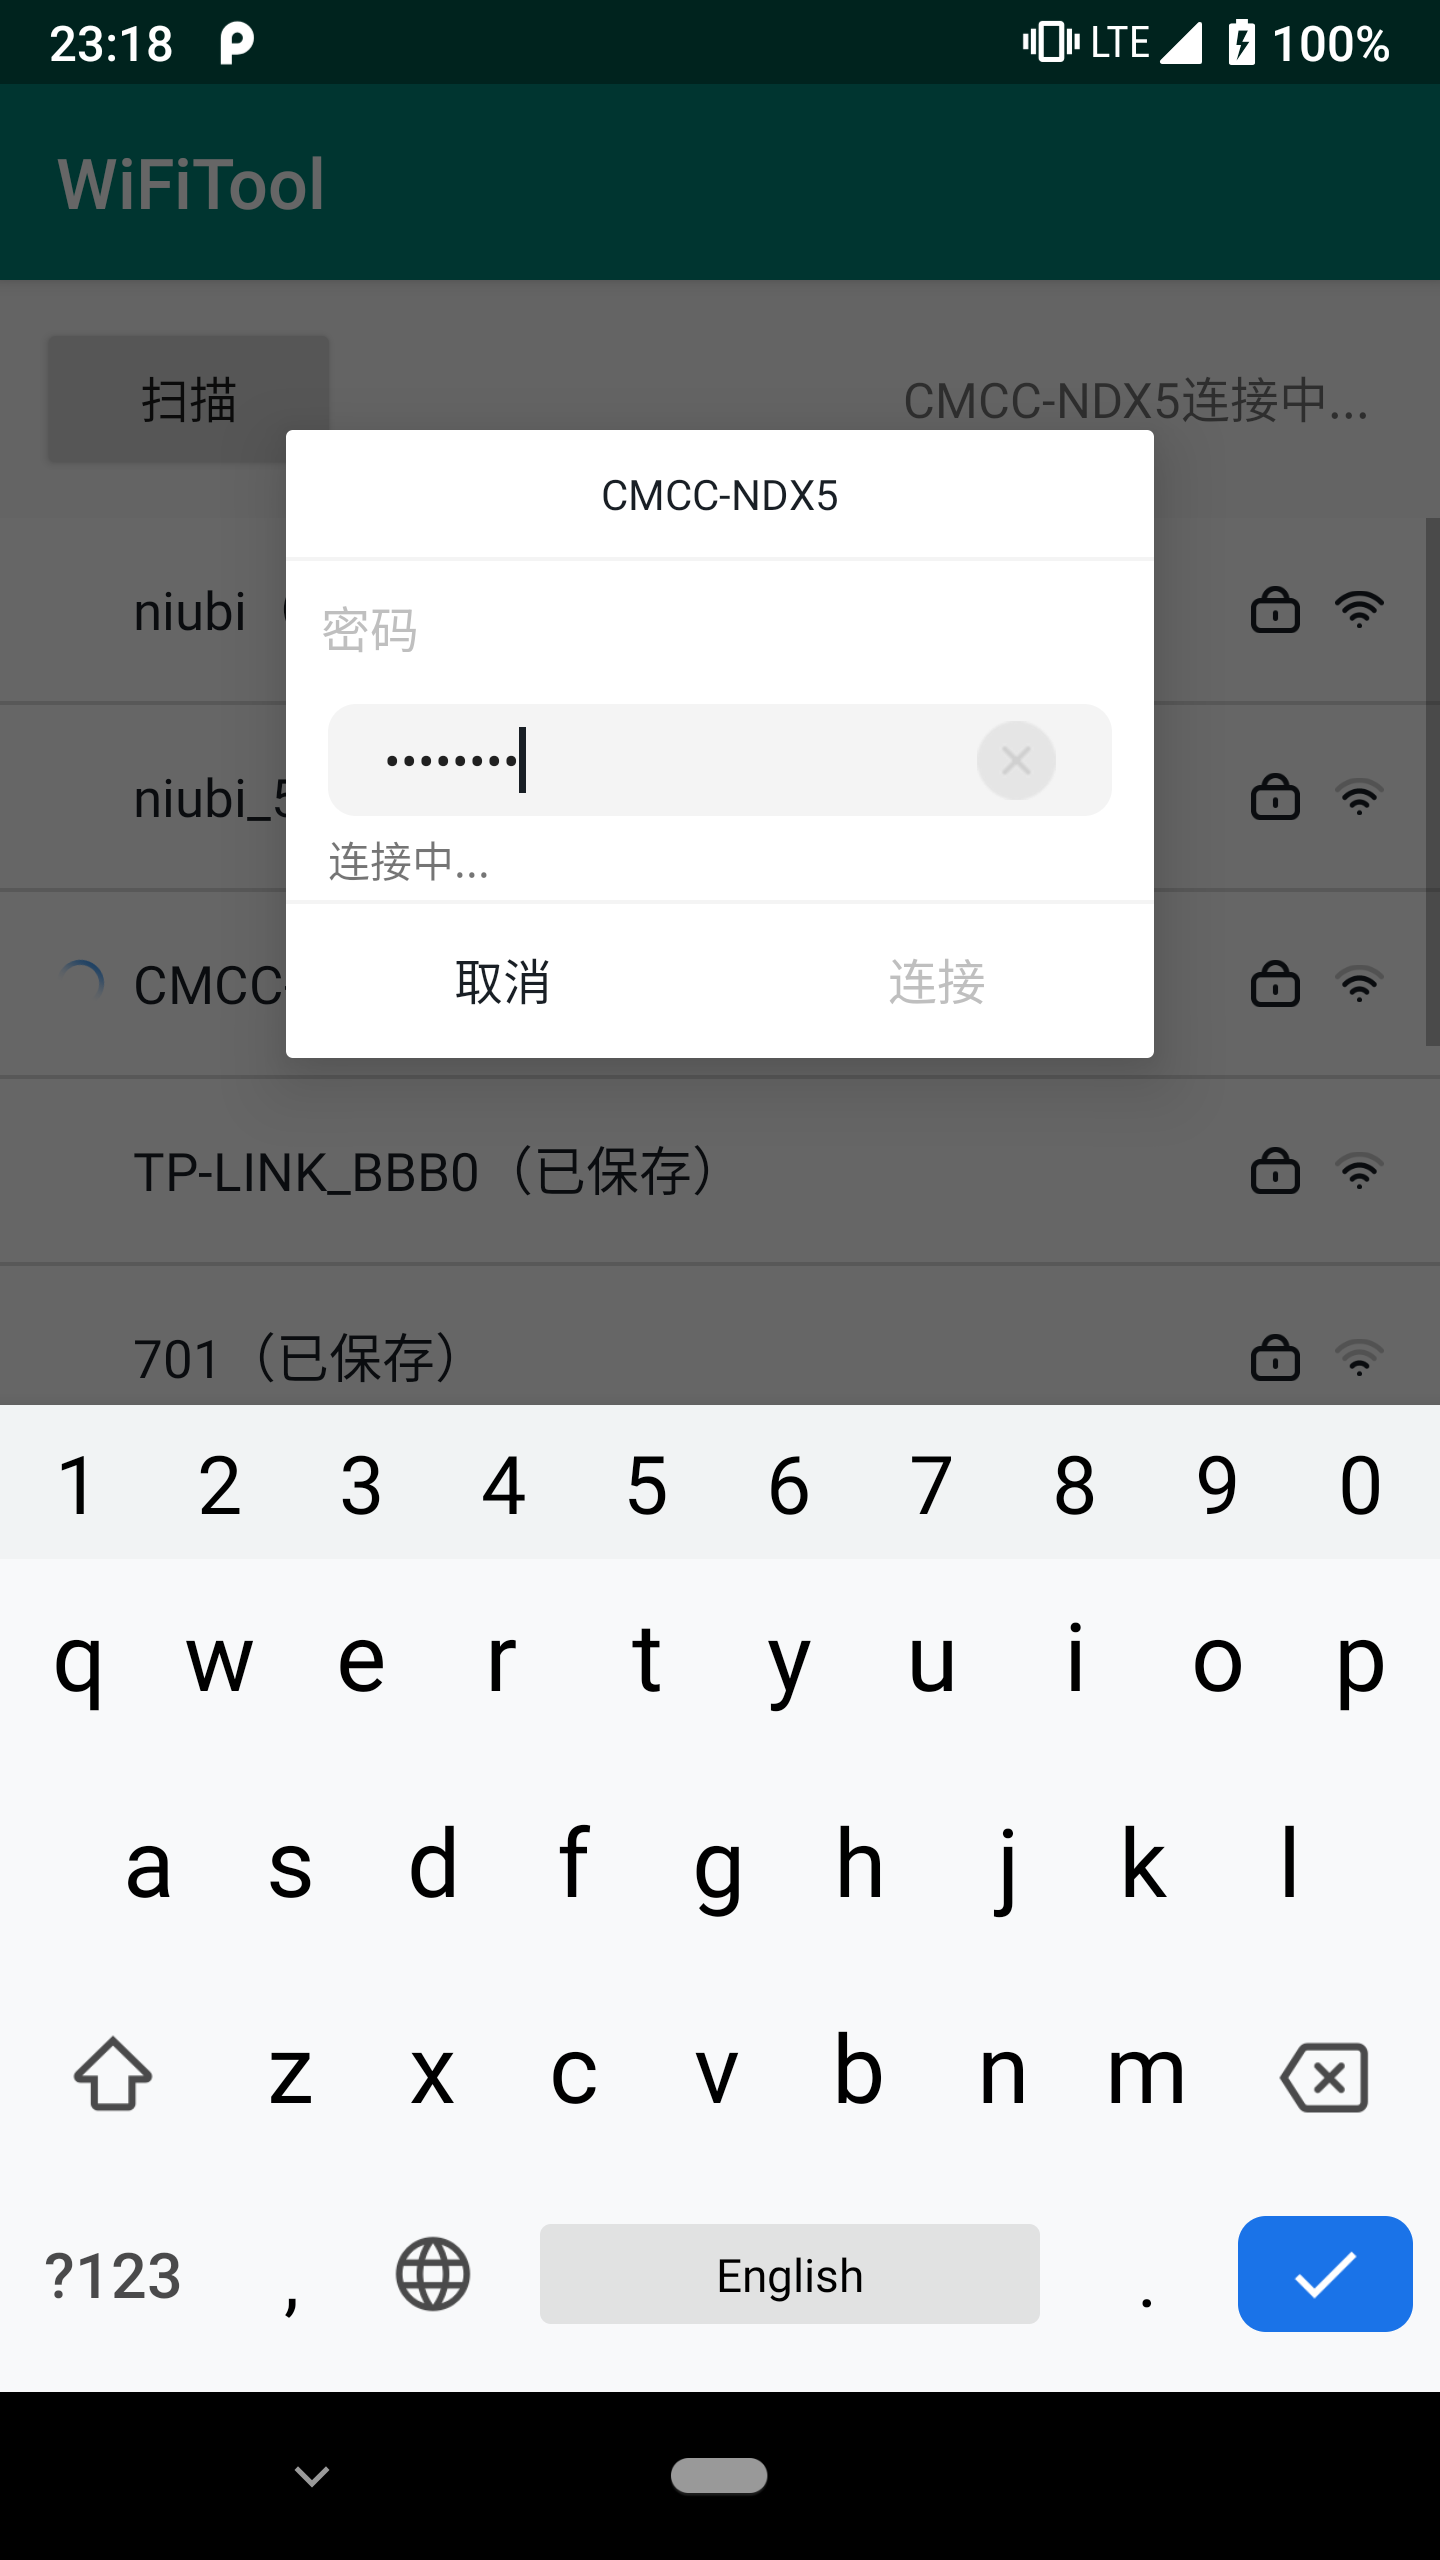 23:18 LTE 100%
WiFiTool
扫描 CMCC-NDX5连接中...
CMCC-NDX5
密码
••••••••
连接中...
取消 连接
niubi
niubi_5
CMCC-
TP-LINK_BBB0（已保存）
701（已保存）
1 2 3 4 5 6 7 8 9 0
q w e r t y u i o p
a s d f g h j k l
z x c v b n m
?123 , English .